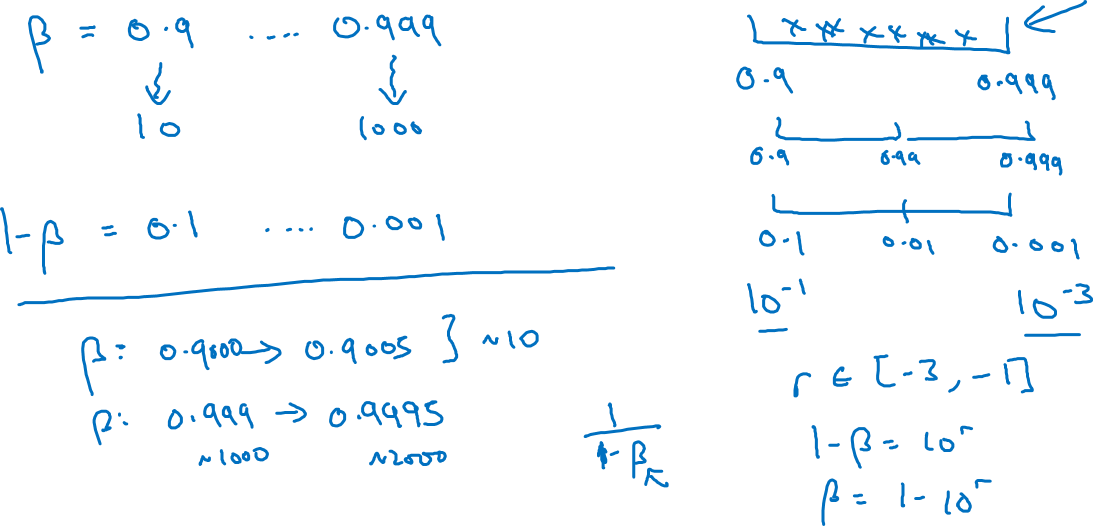 β = 0.9 .... 0.999
10 1000
1-β = 0.1 .... 0.001
β: 0.9000 → 0.9005 } ~10
β: 0.999 → 0.9995
~1000 ~2000
1
1-β
0.9 0.999
0.9 0.99 0.999
0.1 0.01 0.001
10^-1 10^-3
r ∈ [-3, -1]
1-β = 10^r
β = 1-10^r